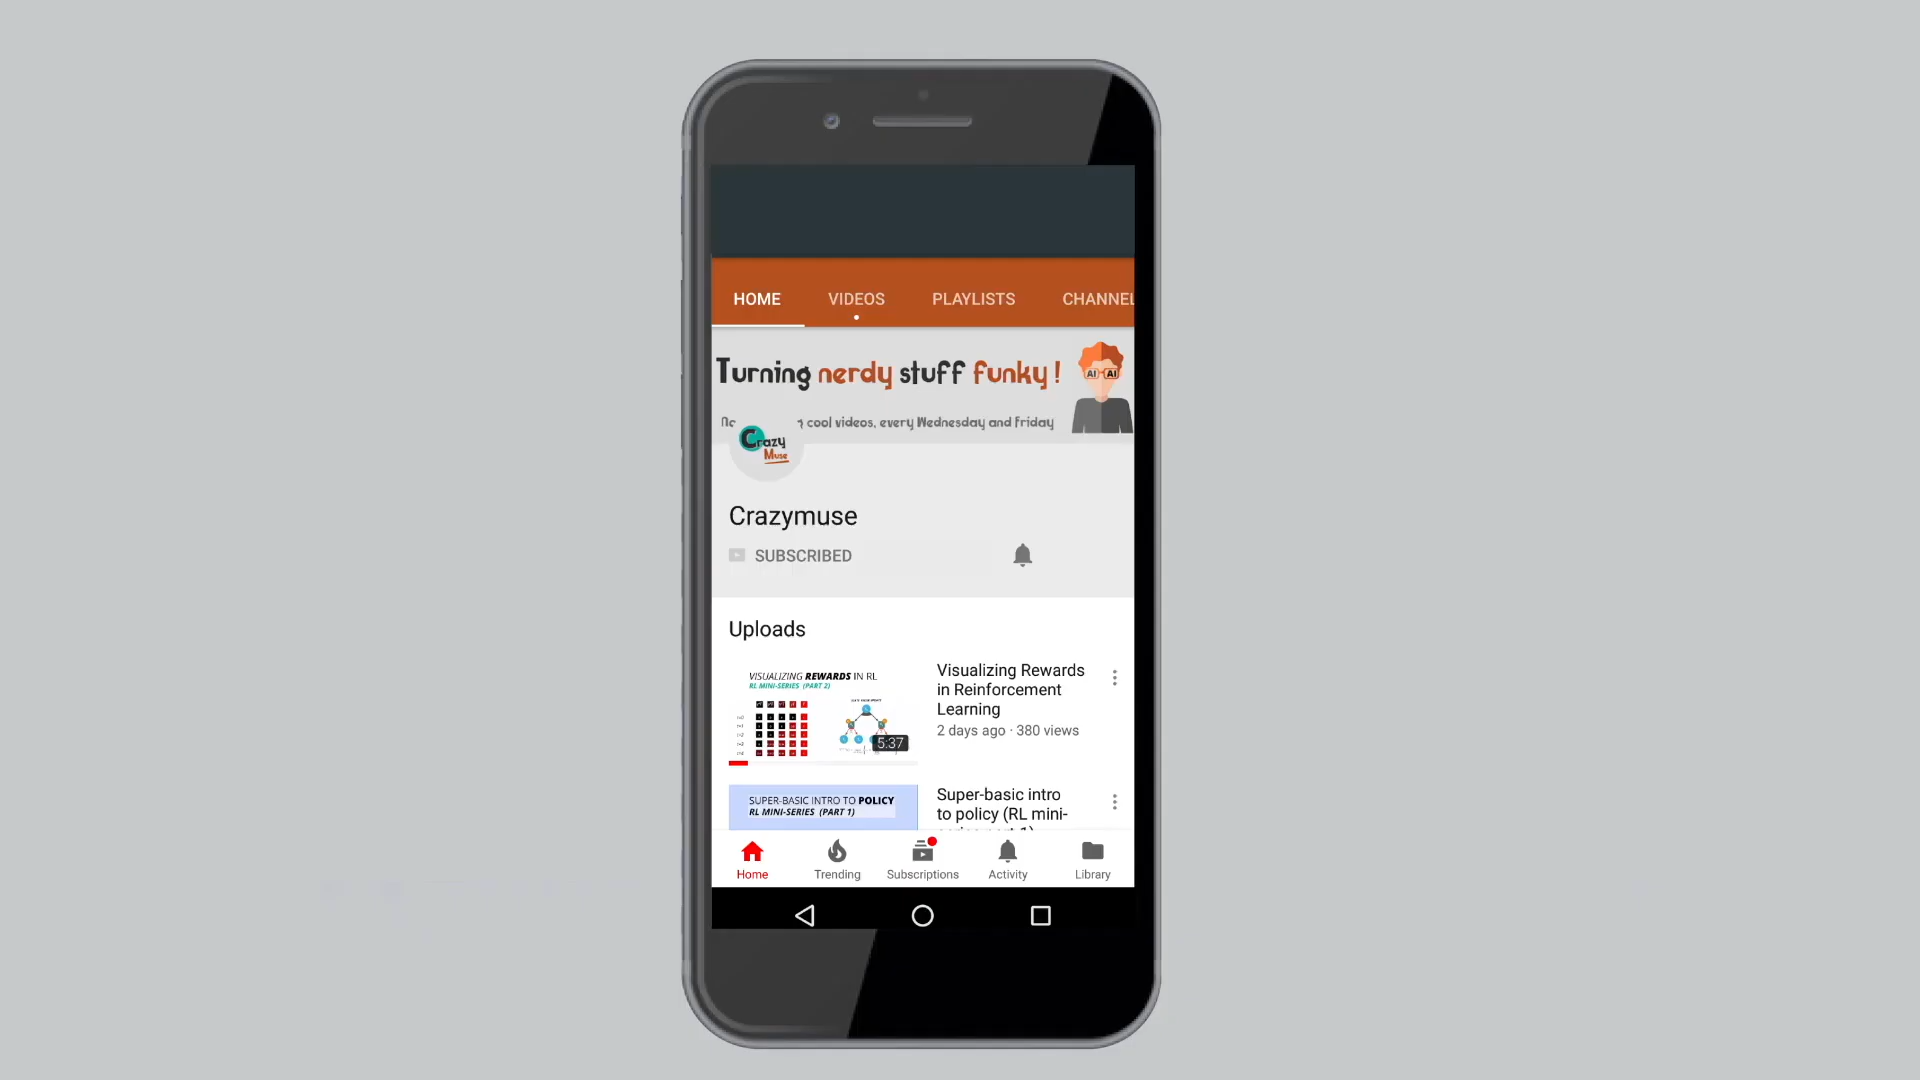 HOME VIDEOS PLAYLISTS CHANNEL
Turning nerdy stuff funky !
AI AI
cool videos, every Wednesday and Friday
Crazy
Muse
Crazymuse
SUBSCRIBED
Uploads
VISUALIZING REWARDS IN RL
RL MINI-SERIES (PART 2)
5:37
Visualizing Rewards
in Reinforcement
Learning
2 days ago · 380 views
SUPER-BASIC INTRO TO POLICY
RL MINI-SERIES (PART 1)
Super-basic intro
to policy (RL mini-
Home Trending Subscriptions Activity Library